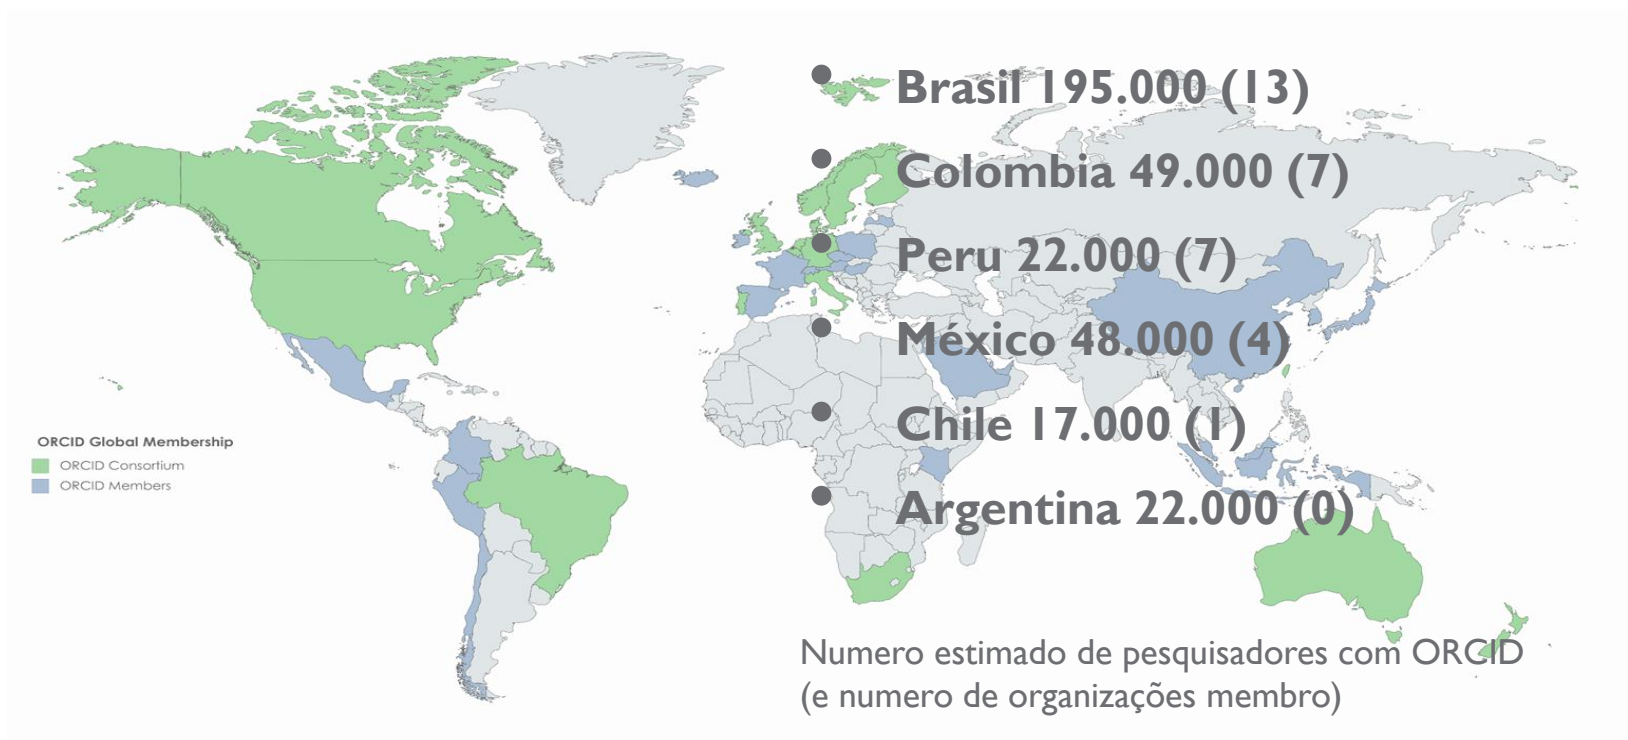 • Brasil 195.000 (13)
• Colombia 49.000 (7)
• Peru 22.000 (7)
• México 48.000 (4)
• Chile 17.000 (1)
• Argentina 22.000 (0)
ORCID Global Membership
ORCID Consortium
ORCID Members
Numero estimado de pesquisadores com ORCID
(e numero de organizações membro)